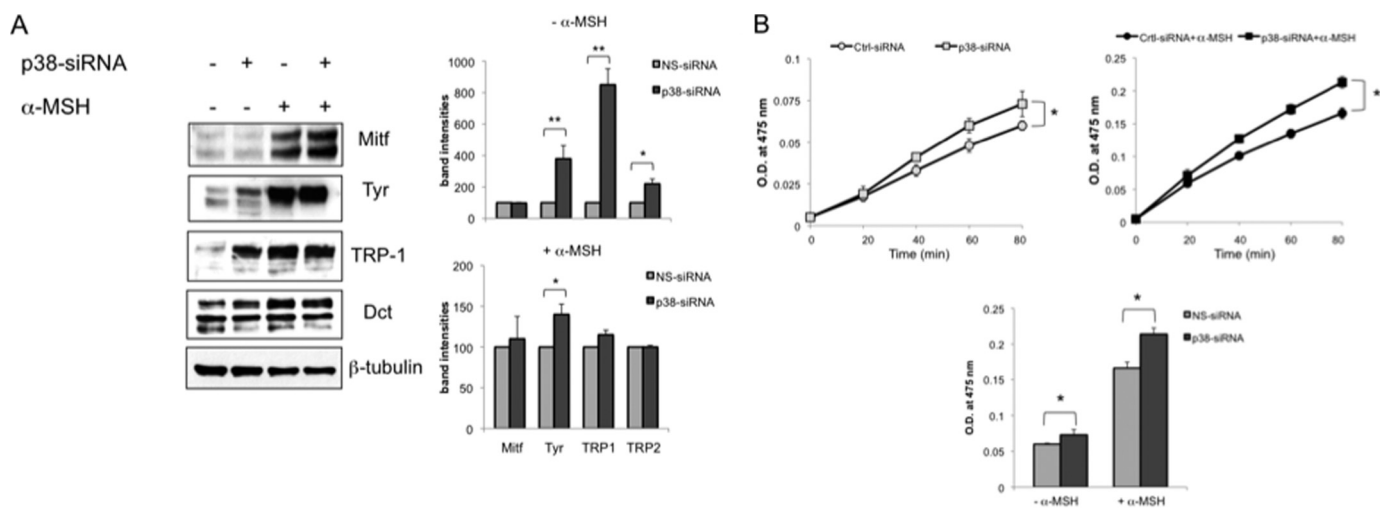 A
p38-siRNA - + - +
α-MSH - - + +
Mitf
Tyr
TRP-1
Dct
β-tubulin
- α-MSH
** ** *
NS-siRNA
p38-siRNA
band intensities
1000
800
600
400
200
0
+ α-MSH
*
NS-siRNA
p38-siRNA
band intensities
200
150
100
50
0
Mitf Tyr TRP1 TRP2
B
Ctrl-siRNA p38-siRNA
O.D. at 475 nm
0.1
0.075
0.05
0.025
0
*
0 20 40 60 80
Time (min)
Crtl-siRNA+α-MSH p38-siRNA+α-MSH
O.D. at 475 nm
0.25
0.2
0.15
0.1
0.05
0
*
0 20 40 60 80
Time (min)
NS-siRNA
p38-siRNA
O.D. at 475 nm
0.25
0.2
0.15
0.1
0.05
0
* *
- α-MSH + α-MSH